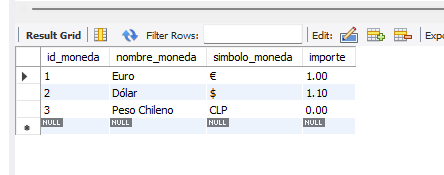 Result Grid Filter Rows: Edit: Expo
id_moneda nombre_moneda simbolo_moneda importe
1 Euro € 1.00
2 Dólar $ 1.10
3 Peso Chileno CLP 0.00
NULL NULL NULL NULL